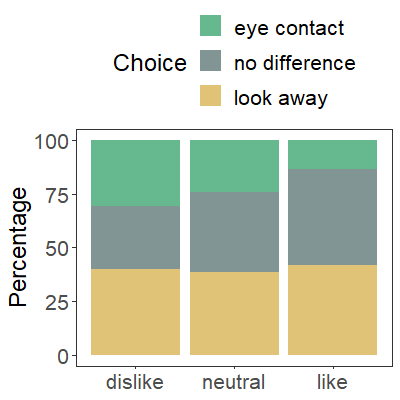 Choice
eye contact
no difference
look away
Percentage
100
75
50
25
0
dislike neutral like